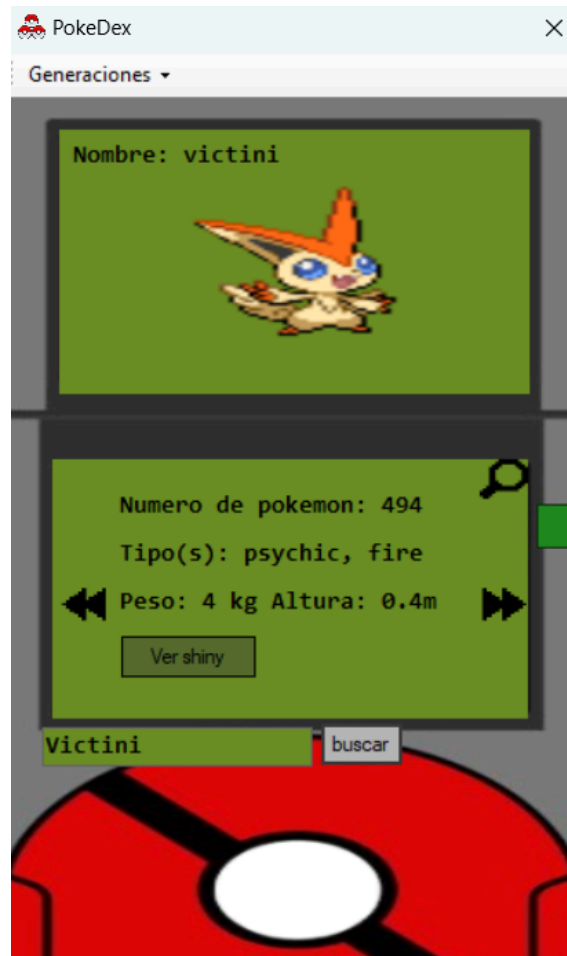 PokeDex
Generaciones
Nombre: victini
Numero de pokemon: 494
Tipo(s): psychic, fire
Peso: 4 kg Altura: 0.4m
Ver shiny
Victini
buscar